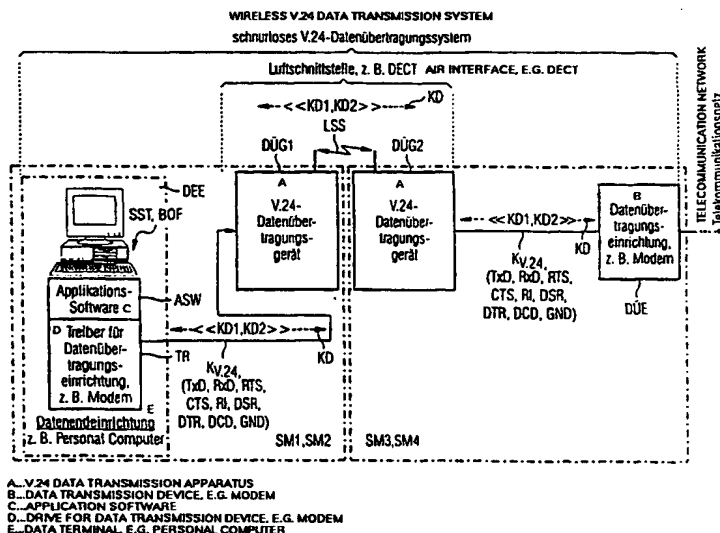 WIRELESS V.24 DATA TRANSMISSION SYSTEM
schnurloses V.24-Datenübertragungssystem
Luftschnittstelle, z. B. DECT AIR INTERFACE, E.G. DECT
<<KD1,KD2>>
KD
LSS
DÜG1
DÜG2
TELECOMMUNICATION NETWORK
Telekommunikationsnetz
DEE
SST, BOF
A
V.24-
Datenüber-
tragungs-
gerät
A
V.24-
Datenüber-
tragungs-
gerät
<<KD1,KD2>>
KD
KV.24,
(TxD, RxD, RTS,
CTS, RI, DSR,
DTR, DCD, GND)
B
Datenüber-
tragungs-
einrichtung,
z. B. Modem
DÜE
Applikations-
Software C
ASW
D Treiber für
Datenüber-
tragungs-
einrichtung,
z. B. Modem
TR
E
Datenendeinrichtung
z. B. Personal Computer
<<KD1,KD2>>
KD
KV.24,
(TxD, RxD, RTS,
CTS, RI, DSR,
DTR, DCD, GND)
SM1,SM2
SM3,SM4
A...V.24 DATA TRANSMISSION APPARATUS
B...DATA TRANSMISSION DEVICE, E.G. MODEM
C...APPLICATION SOFTWARE
D...DRIVE FOR DATA TRANSMISSION DEVICE, E.G. MODEM
E...DATA TERMINAL, E.G. PERSONAL COMPUTER